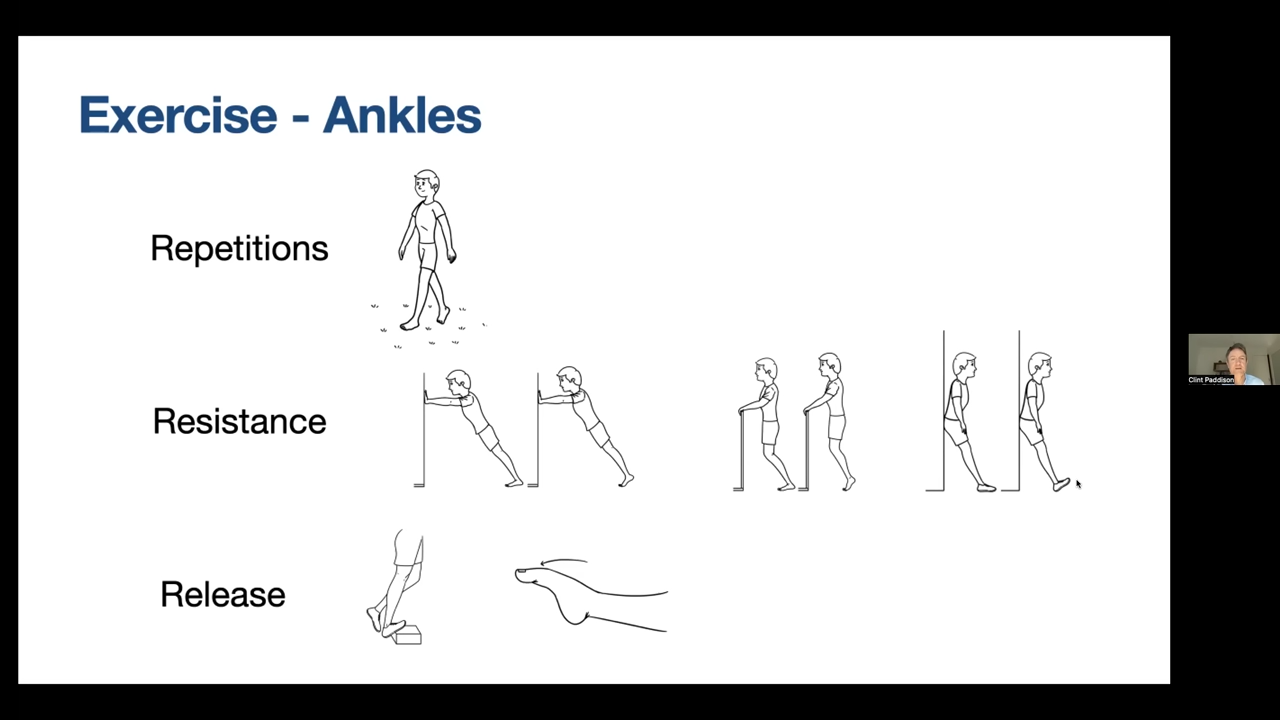 Exercise - Ankles
Repetitions
Resistance
Clint Paddison
Release